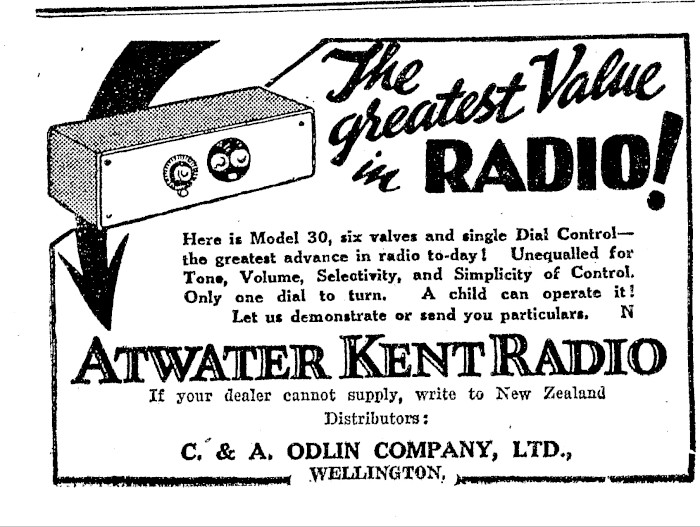 The
greatest Value
in RADIO!
Here is Model 30, six valves and single Dial Control—
the greatest advance in radio to-day! Unequalled for
Tone, Volume, Selectivity, and Simplicity of Control.
Only one dial to turn. A child can operate it!
Let us demonstrate or send you particulars. N
ATWATER KENT RADIO
If your dealer cannot supply, write to New Zealand
Distributors:
C. & A. ODLIN COMPANY, LTD.,
WELLINGTON.